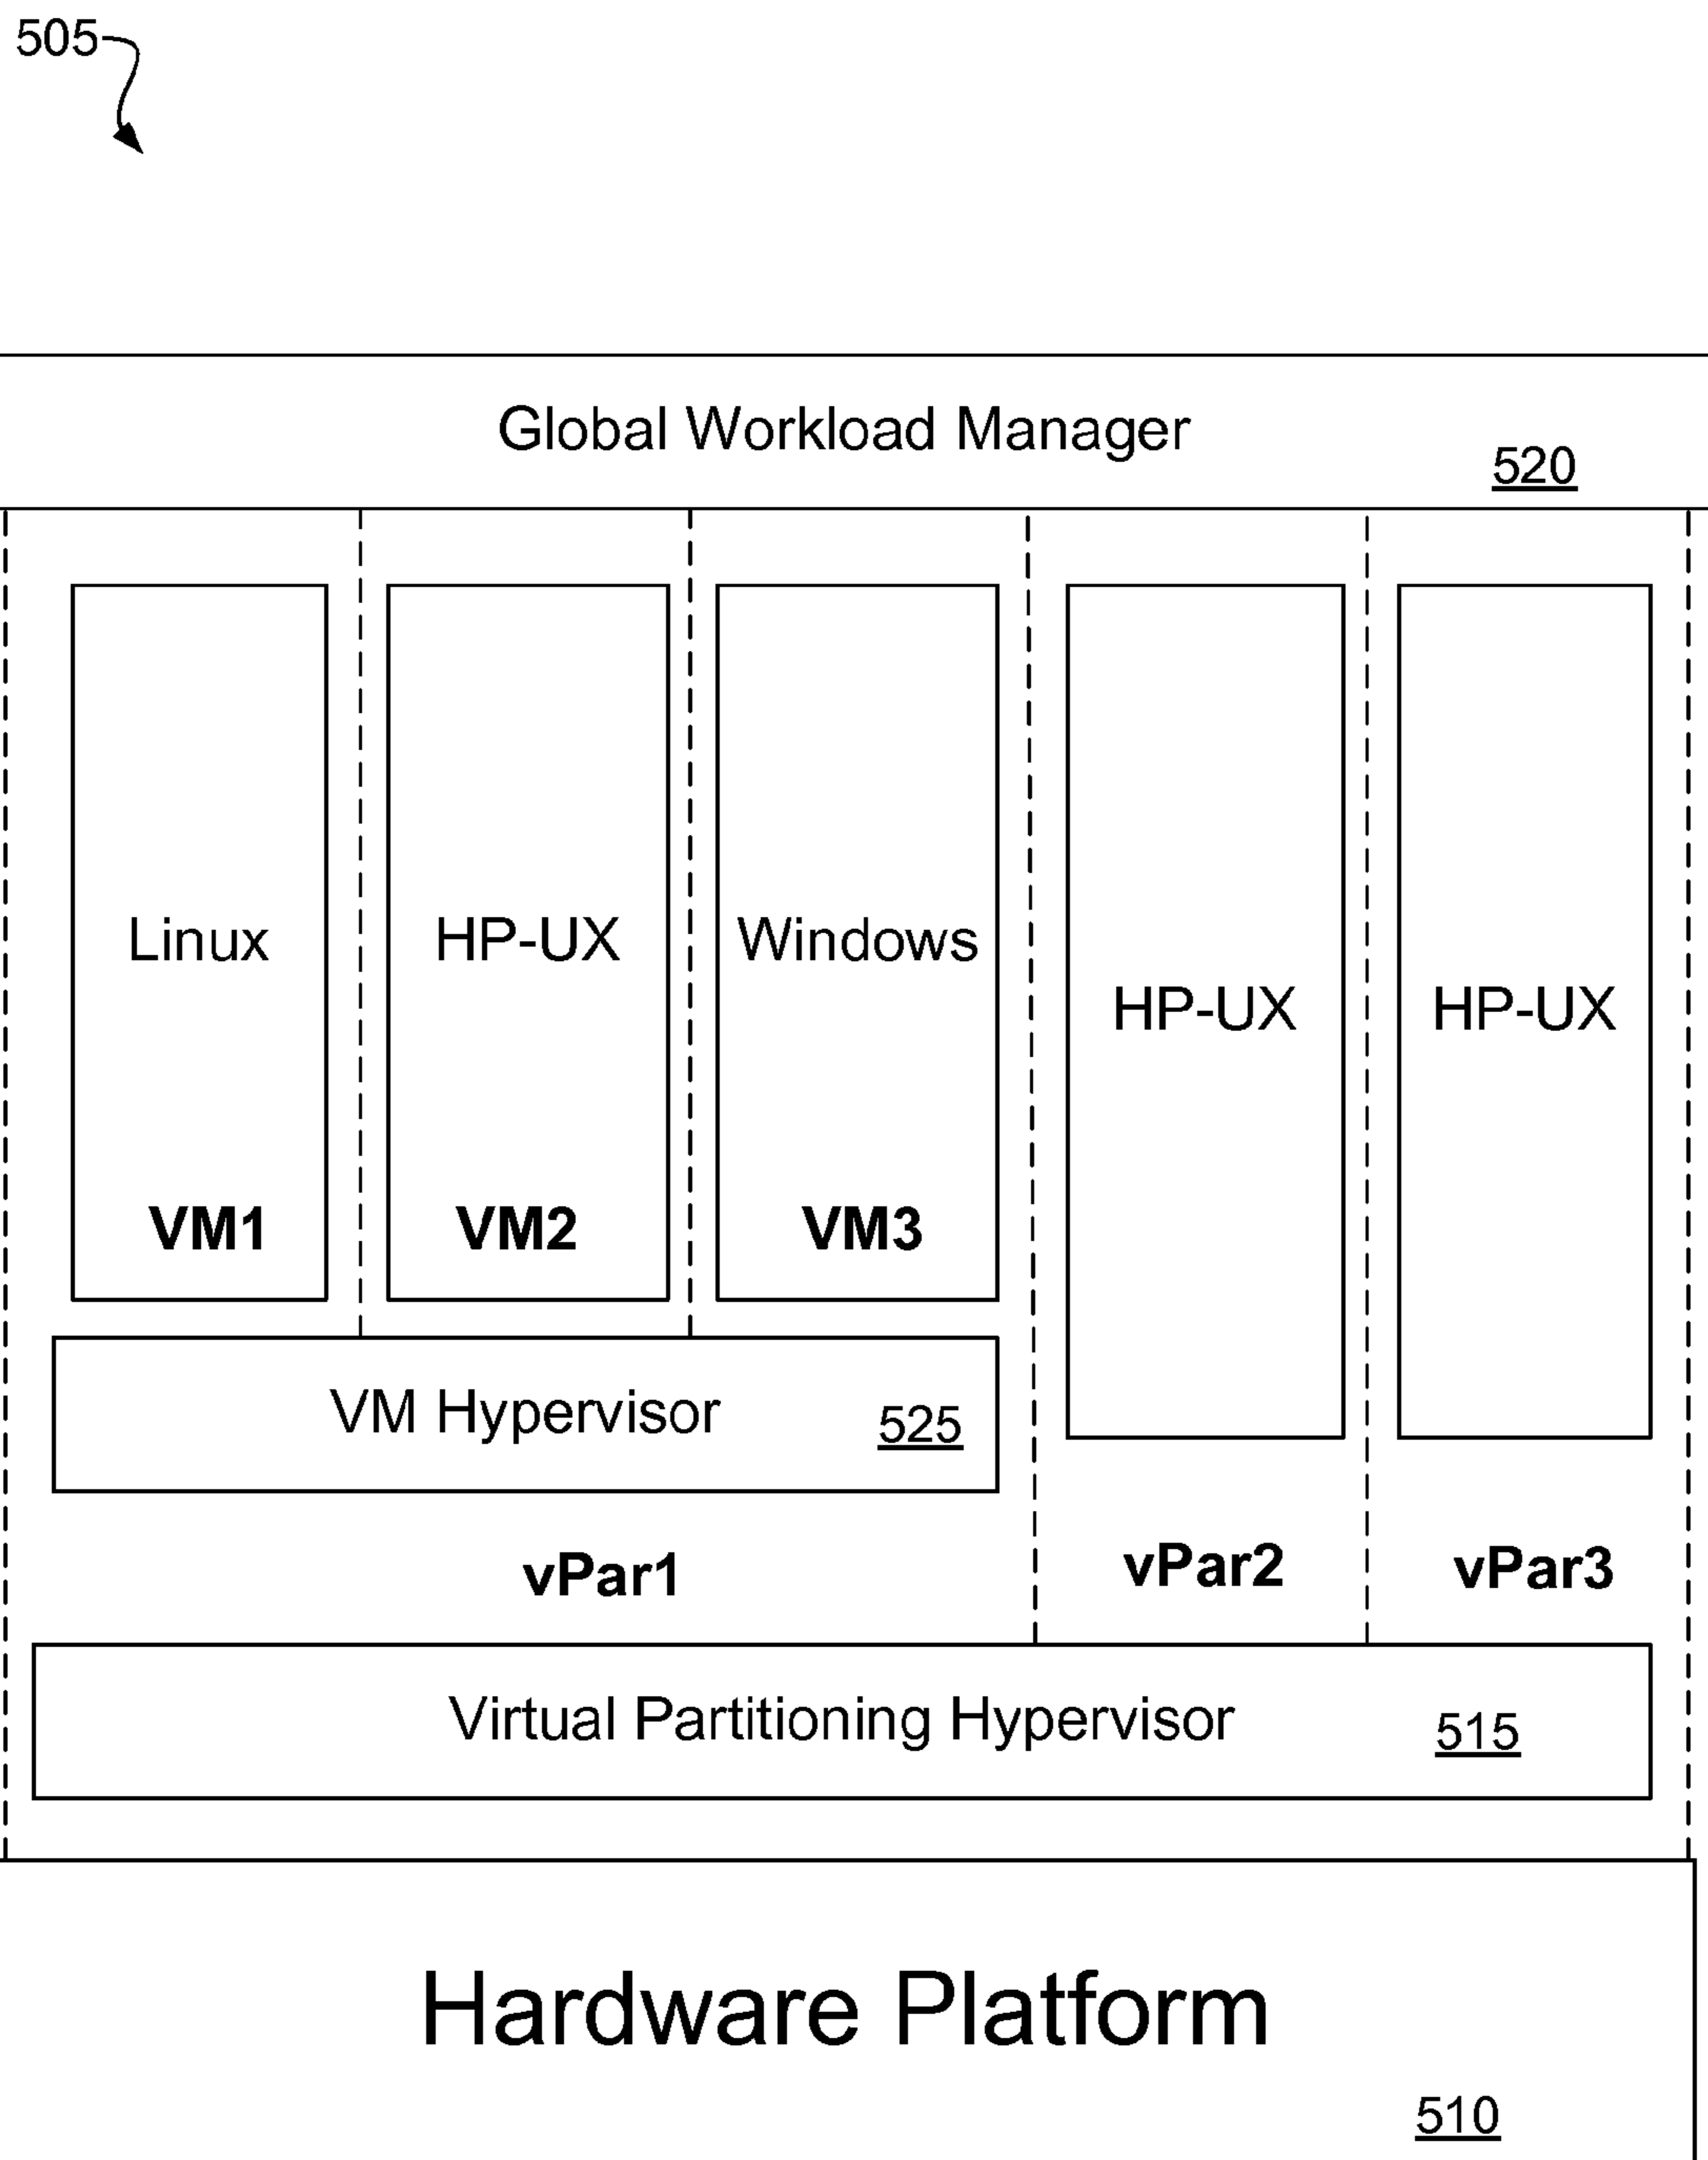 505
Global Workload Manager
520
Linux
HP-UX
Windows
HP-UX
HP-UX
VM1
VM2
VM3
VM Hypervisor
525
vPar1
vPar2
vPar3
Virtual Partitioning Hypervisor
515
Hardware Platform
510